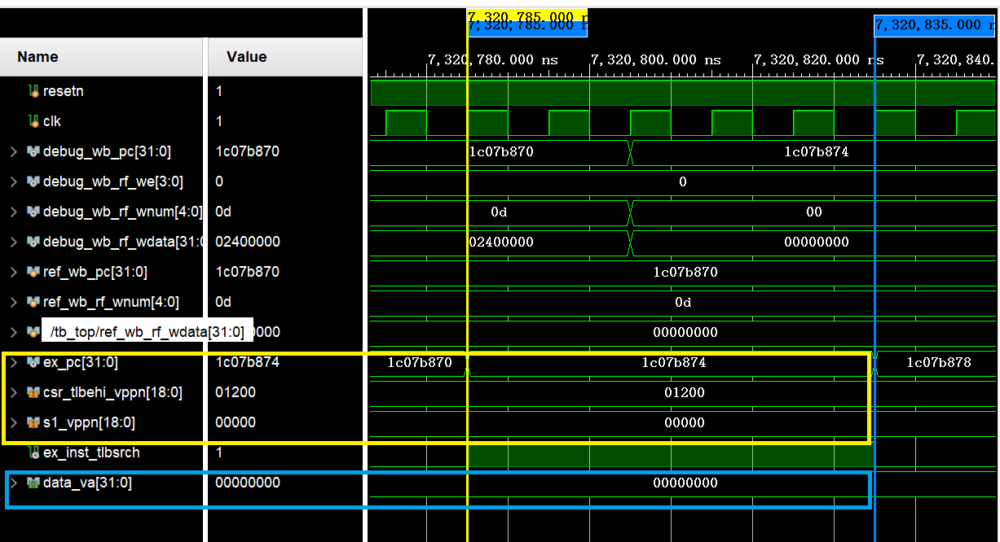 7,320,785.000 n
7,320,785.000 n
7,320,835.000 n
Name Value
7,320,780.000 ns 7,320,800.000 ns 7,320,820.000 ns 7,320,840.
resetn 1
clk 1
debug_wb_pc[31:0] 1c07b870 1c07b870 1c07b874
debug_wb_rf_we[3:0] 0 0
debug_wb_rf_wnum[4:0] 0d 0d 00
debug_wb_rf_wdata[31:0 02400000 02400000 00000000
ref_wb_pc[31:0] 1c07b870 1c07b870
ref_wb_rf_wnum[4:0] 0d 0d
/tb_top/ref_wb_rf_wdata[31:0] 0000 00000000
ex_pc[31:0] 1c07b874 1c07b870 1c07b874 1c07b878
csr_tlbehi_vppn[18:0] 01200 01200
s1_vppn[18:0] 00000 00000
ex_inst_tlbsrch 1
data_va[31:0] 00000000 00000000